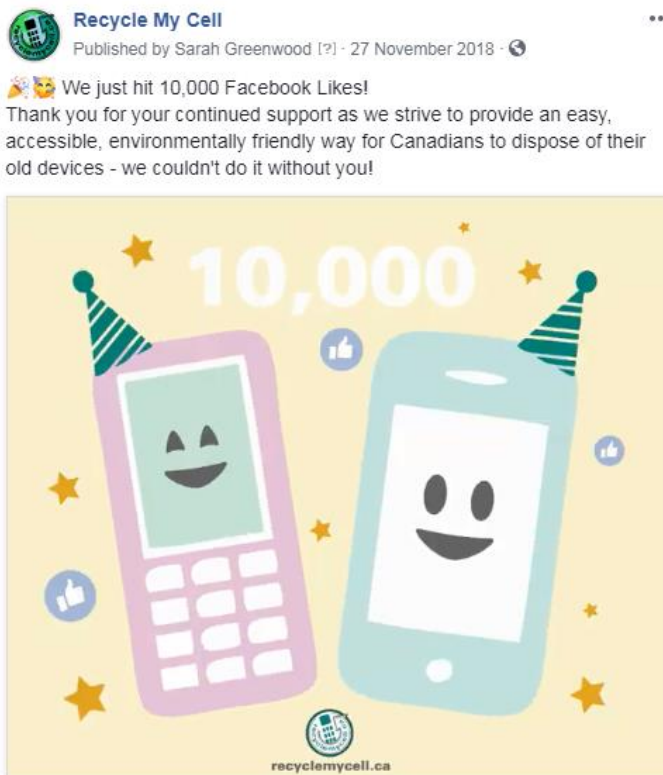 Recycle My Cell
Published by Sarah Greenwood [?] · 27 November 2018 ·
🎉🥳 We just hit 10,000 Facebook Likes!
Thank you for your continued support as we strive to provide an easy,
accessible, environmentally friendly way for Canadians to dispose of their
old devices - we couldn't do it without you!
10,000
recyclemycell.ca